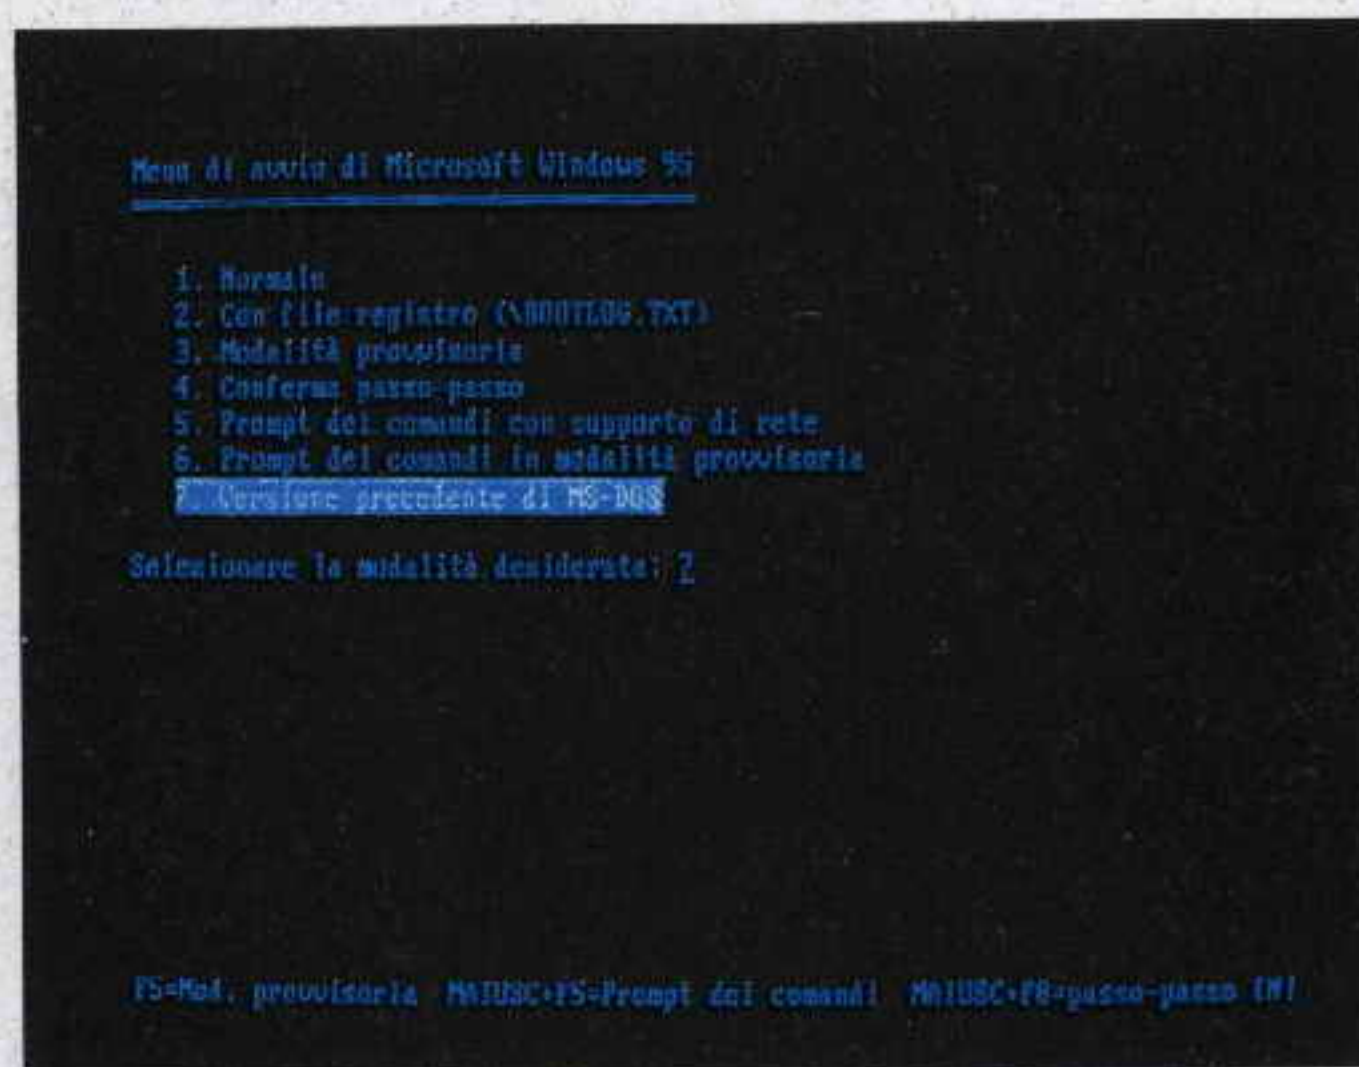 Menu di avvio di Microsoft Windows 95
1. Normale
2. Con file registro (\BOOTLOG.TXT)
3. Modalità provvisoria
4. Conferma passo-passo
5. Prompt dei comandi con supporto di rete
6. Prompt dei comandi in modalità provvisoria
7. Versione precedente di MS-DOS
Selezionare la modalità desiderata: 7
F5=Mod. provvisoria MAIUSC+F5=Prompt dei comandi MAIUSC+F8=passo-passo [N]